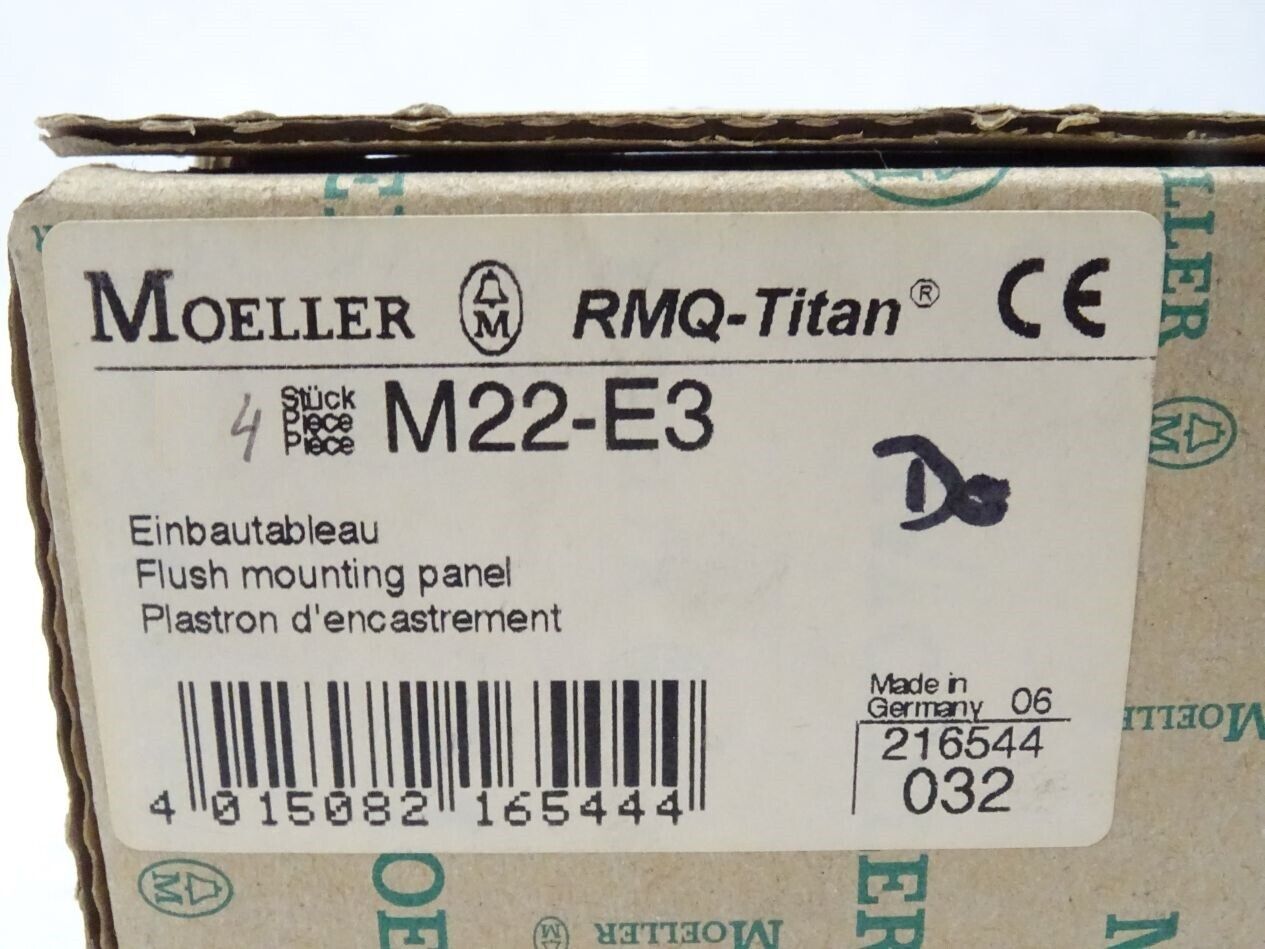 MOELLER M RMQ-Titan® CE
4 Stück
Piece
Pièce
M22-E3
Einbautableau
Flush mounting panel
Plastron d'encastrement
4 015082 165444
Made in
Germany 06
216544
032
MOELLER
MOELLER